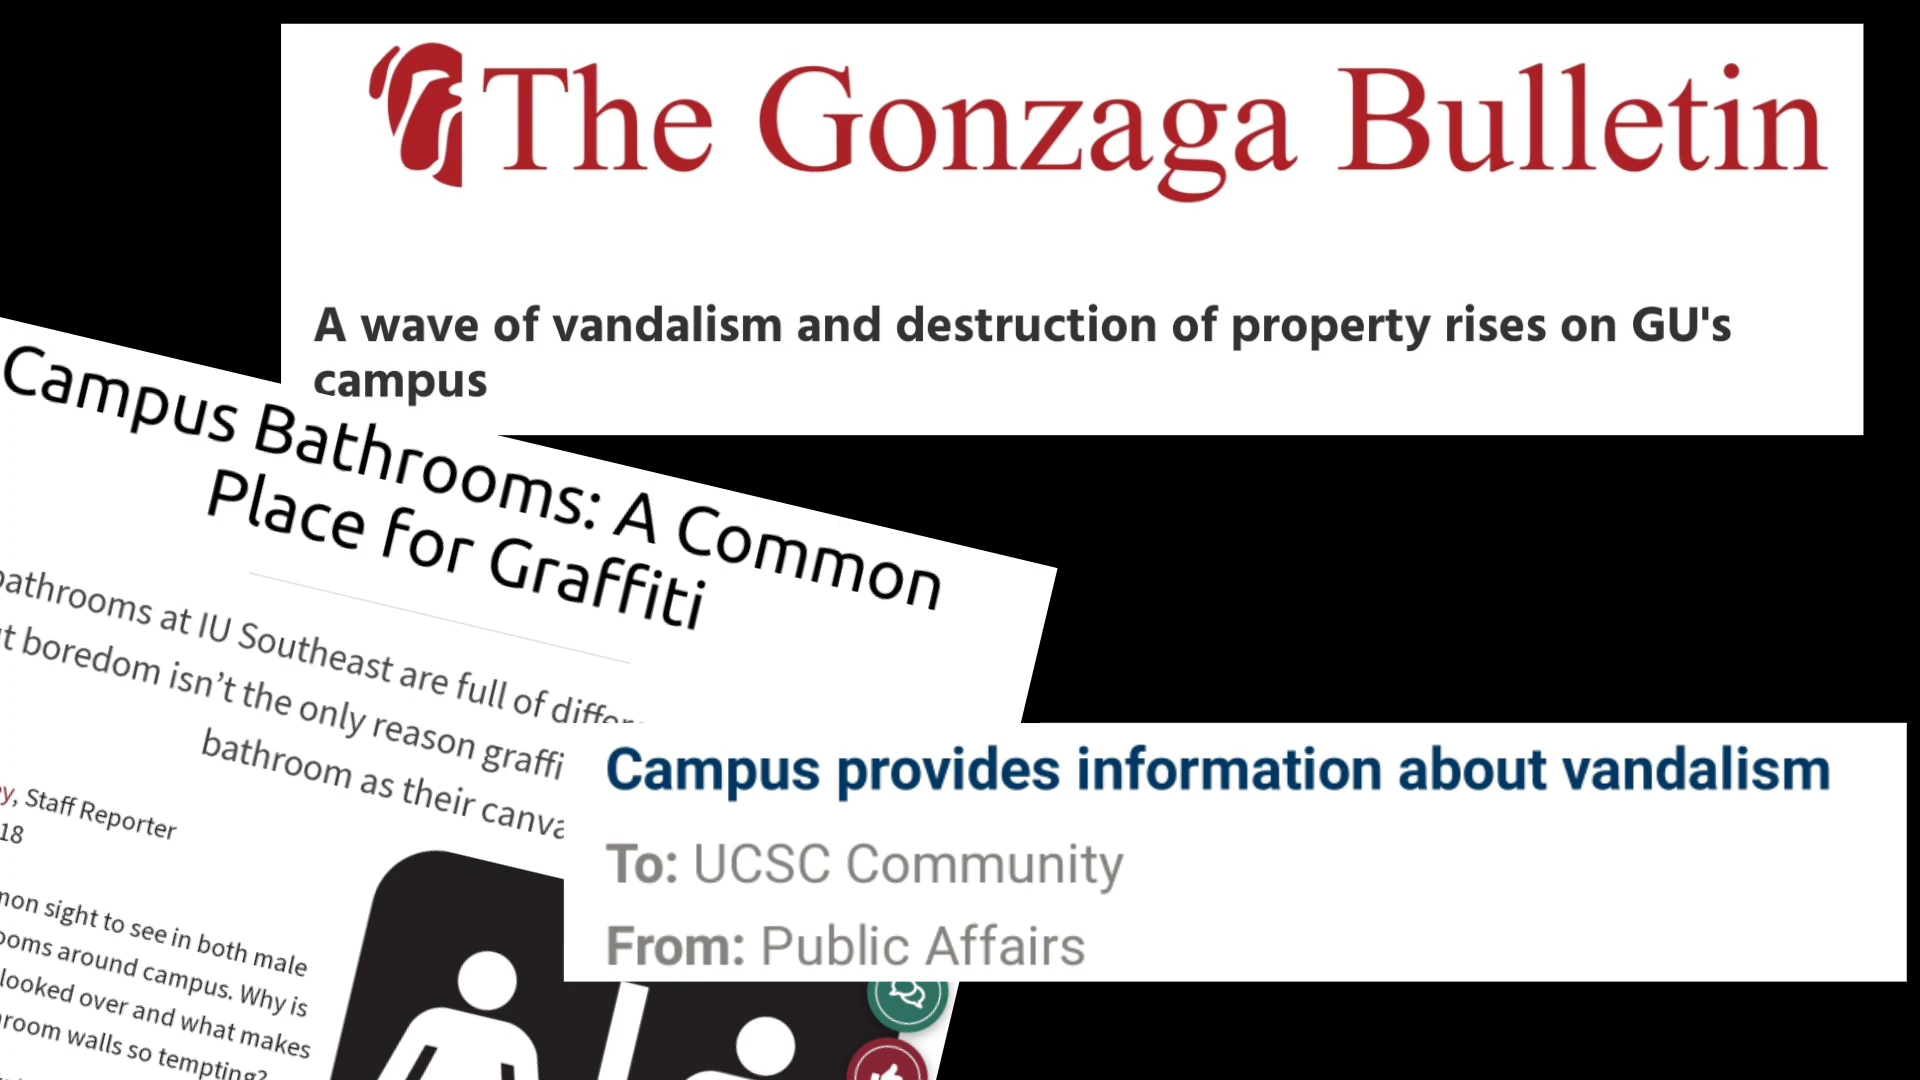 The Gonzaga Bulletin
A wave of vandalism and destruction of property rises on GU's
campus
Campus Bathrooms: A Common
Place for Graffiti
bathrooms at IU Southeast are full of
boredom isn't the only reason
bathroom as their
Staff Reporter
18
sight to see in both male
around campus. Why is
looked over and what makes
walls so tempting?
Campus provides information about vandalism
To: UCSC Community
From: Public Affairs